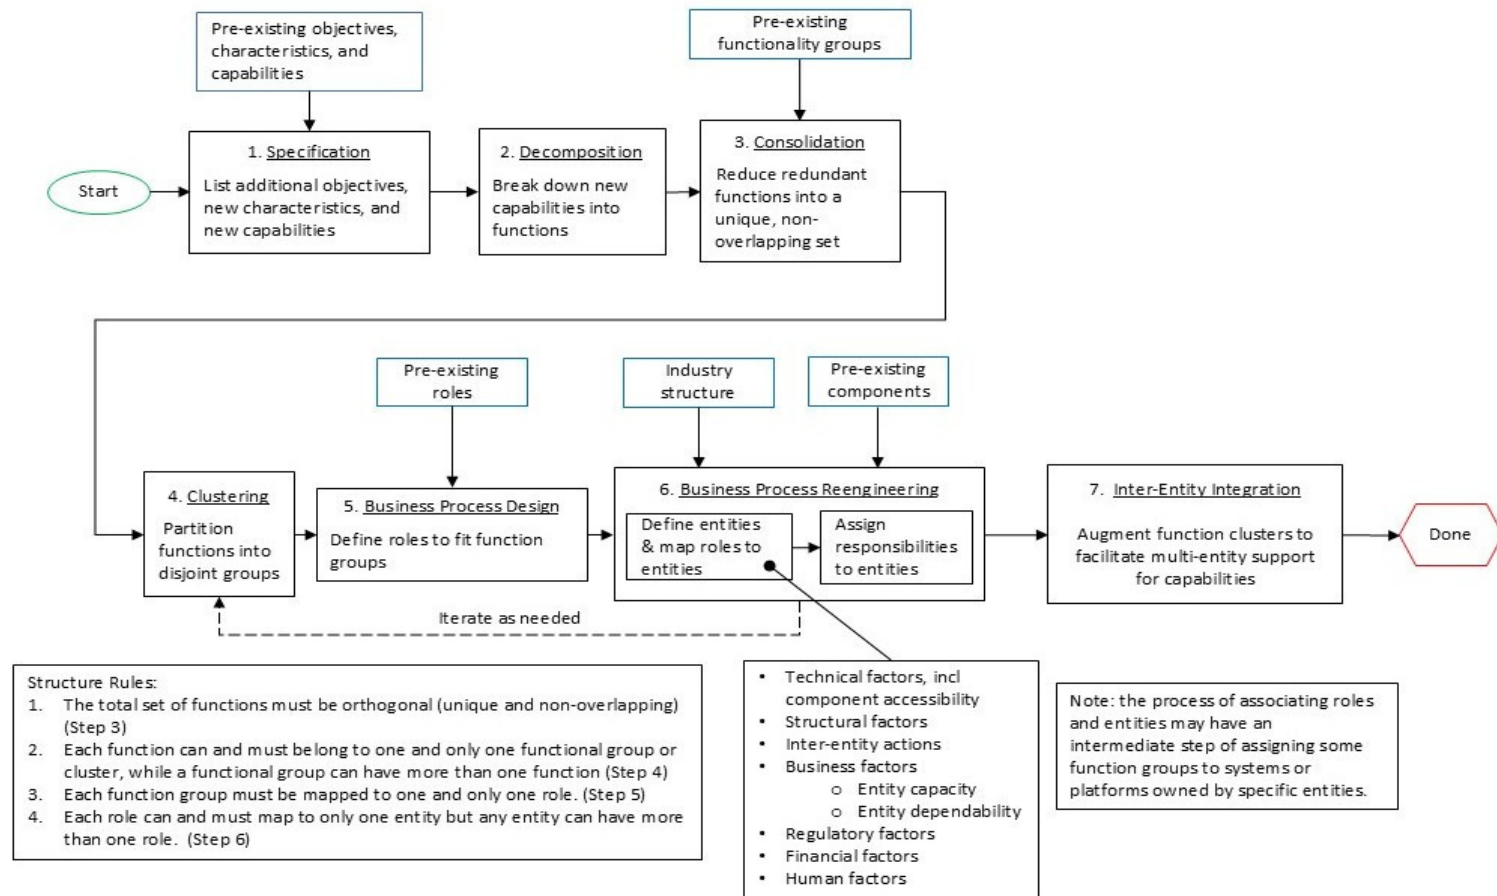 Pre-existing objectives,
characteristics, and
capabilities
Pre-existing
functionality groups
Start
1. Specification
List additional objectives,
new characteristics, and
new capabilities
2. Decomposition
Break down new
capabilities into
functions
3. Consolidation
Reduce redundant
functions into a
unique, non-
overlapping set
Pre-existing
roles
Industry
structure
Pre-existing
components
4. Clustering
Partition
functions into
disjoint groups
5. Business Process Design
Define roles to fit function
groups
6. Business Process Reengineering
Define entities
& map roles to
entities
Assign
responsibilities
to entities
7. Inter-Entity Integration
Augment function clusters to
facilitate multi-entity support
for capabilities
Done
Iterate as needed
Structure Rules:
1. The total set of functions must be orthogonal (unique and non-overlapping)
(Step 3)
2. Each function can and must belong to one and only one functional group or
cluster, while a functional group can have more than one function (Step 4)
3. Each function group must be mapped to one and only one role. (Step 5)
4. Each role can and must map to only one entity but any entity can have more
than one role. (Step 6)
• Technical factors, incl
component accessibility
• Structural factors
• Inter-entity actions
• Business factors
o Entity capacity
o Entity dependability
• Regulatory factors
• Financial factors
• Human factors
Note: the process of associating roles
and entities may have an
intermediate step of assigning some
function groups to systems or
platforms owned by specific entities.